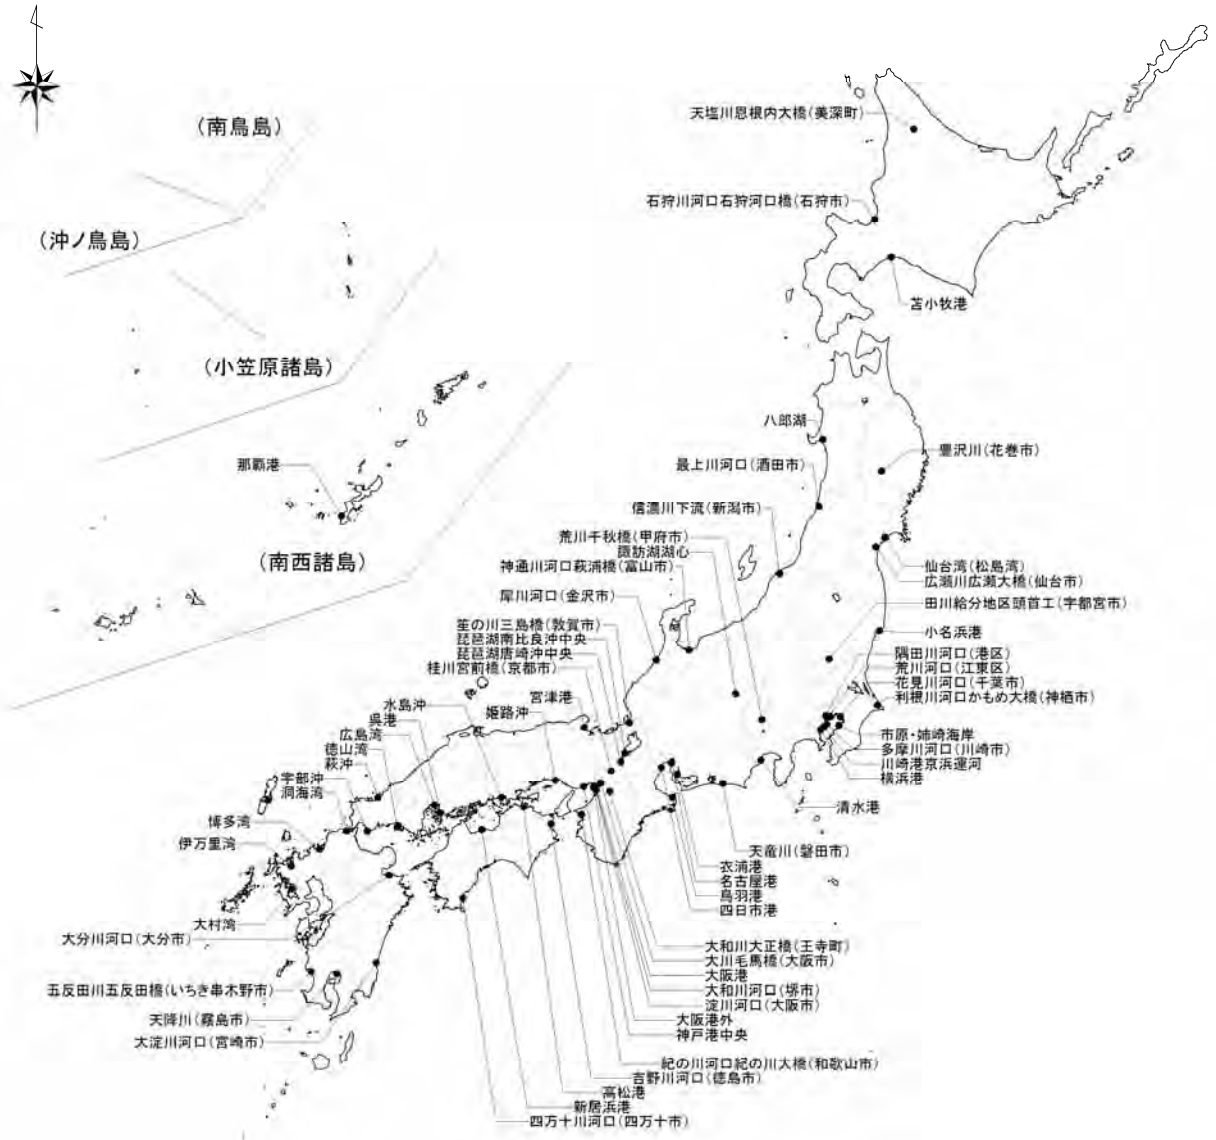 天塩川恩根内大橋(美深町)
(南鳥島)
石狩川河口石狩河口橋(石狩市)
(沖ノ鳥島)
苫小牧港
(小笠原諸島)
八郎湖
豊沢川(花巻市)
那覇港
最上川河口(酒田市)
信濃川下流(新潟市)
荒川千秋橋(甲府市)
諏訪湖湖心
(南西諸島)
神通川河口萩浦橋(富山市)
仙台湾(松島湾)
広瀬川広瀬大橋(仙台市)
犀川河口(金沢市)
田川給分地区頭首工(宇都宮市)
笙の川三島橋(敦賀市)
小名浜港
琵琶湖南比良沖中央
琵琶湖唐崎沖中央
隅田川河口(港区)
桂川宮前橋(京都市)
荒川河口(江東区)
花見川河口(千葉市)
宮津港
利根川河口かもめ大橋(神栖市)
水島沖
姫路沖
呉港
広島湾
市原・姉崎海岸
徳山湾
多摩川河口(川崎市)
萩沖
川崎港京浜運河
宇部沖
横浜港
洞海湾
清水港
博多湾
伊万里湾
天竜川(磐田市)
衣浦港
名古屋港
鳥羽港
四日市港
大村湾
大分川河口(大分市)
大和川大正橋(王寺町)
大川毛馬橋(大阪市)
大阪港
五反田川五反田橋(いちき串木野市)
大和川河口(堺市)
淀川河口(大阪市)
天降川(霧島市)
大阪港外
神戸港中央
大淀川河口(宮崎市)
紀の川河口紀の川大橋(和歌山市)
吉野川河口(徳島市)
高松港
新居浜港
四万十川河口(四万十市)